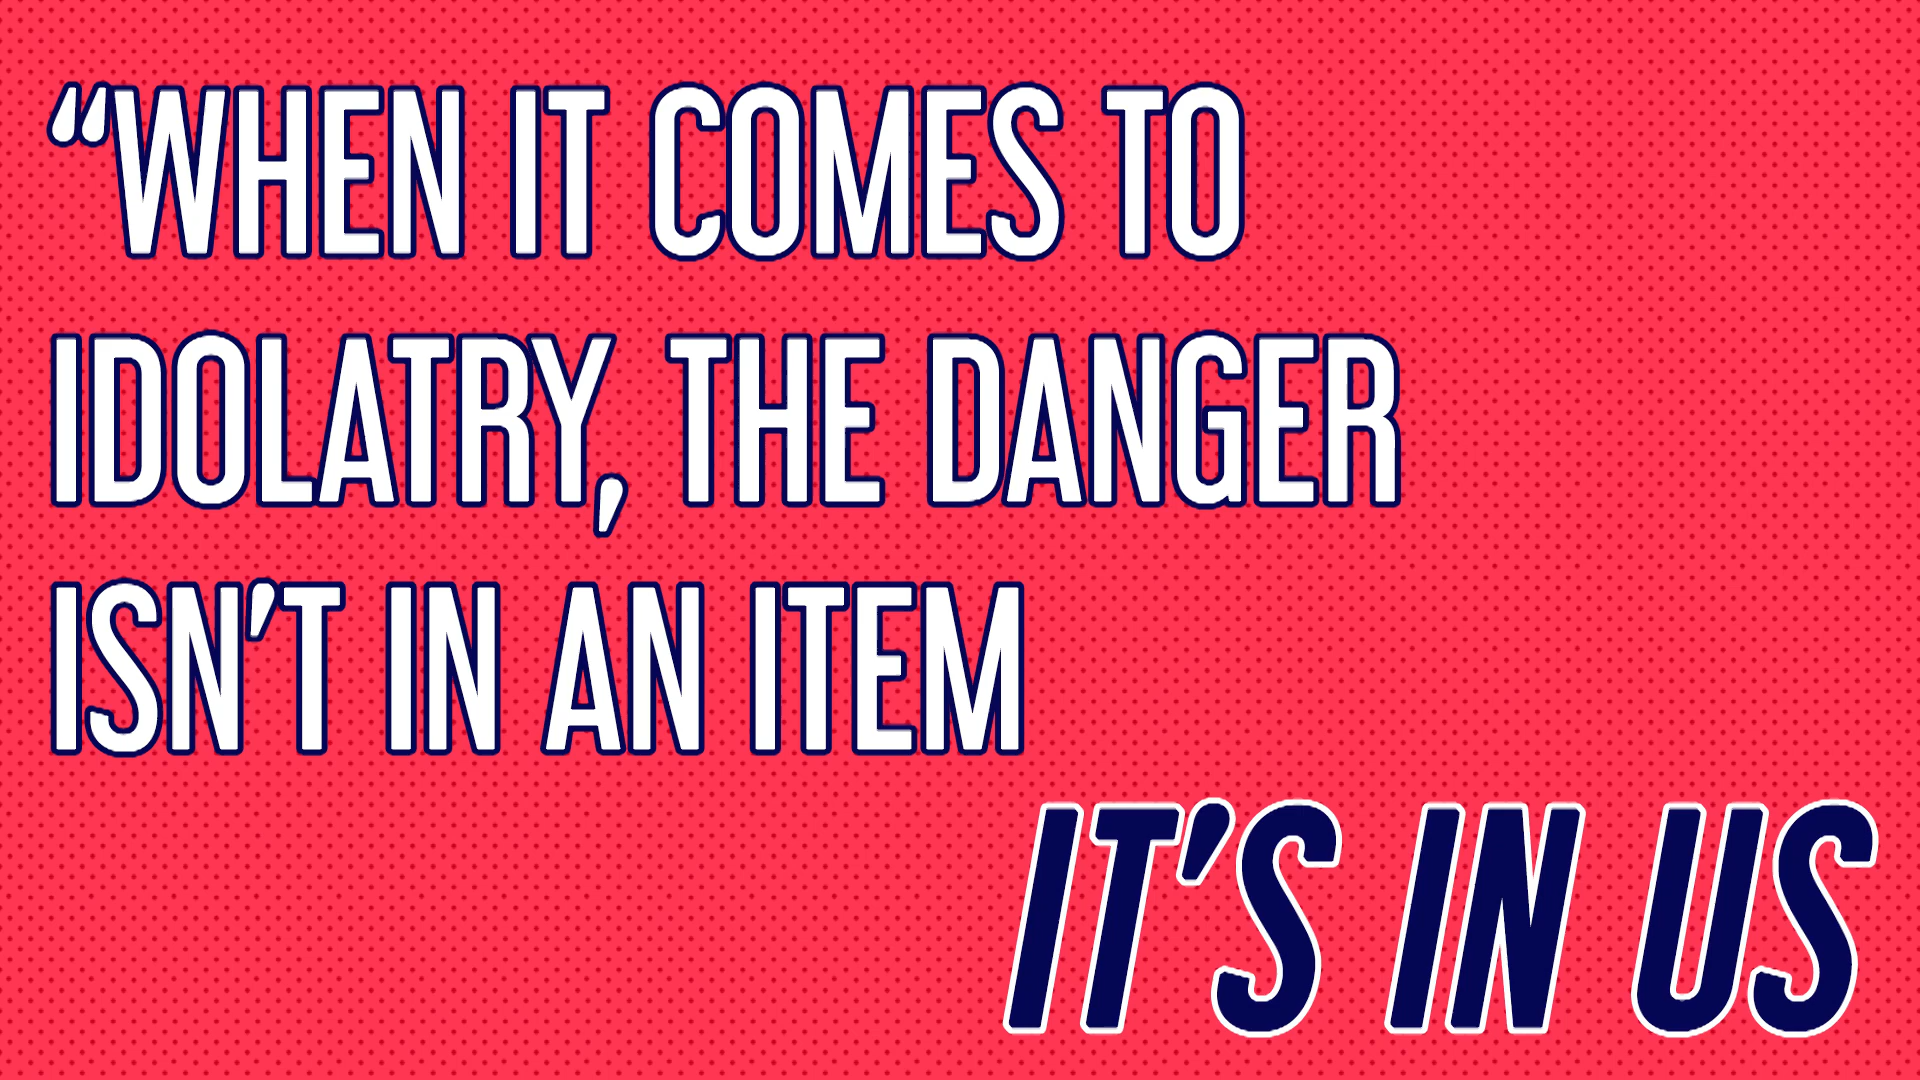 “WHEN IT COMES TO
IDOLATRY, THE DANGER
ISN’T IN AN ITEM
IT’S IN US